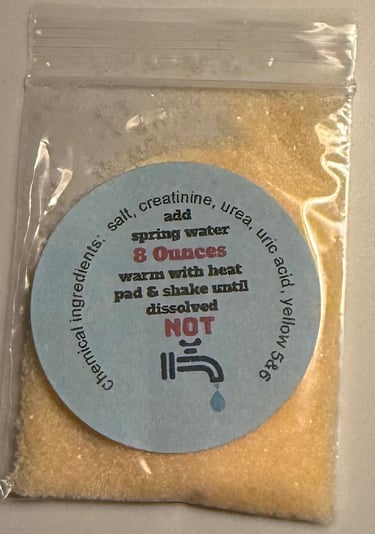 Chemical ingredients: salt, creatinine, urea, uric acid, yellow 5&6
add
spring water
8 Ounces
warm with heat
pad & shake until
dissolved
NOT